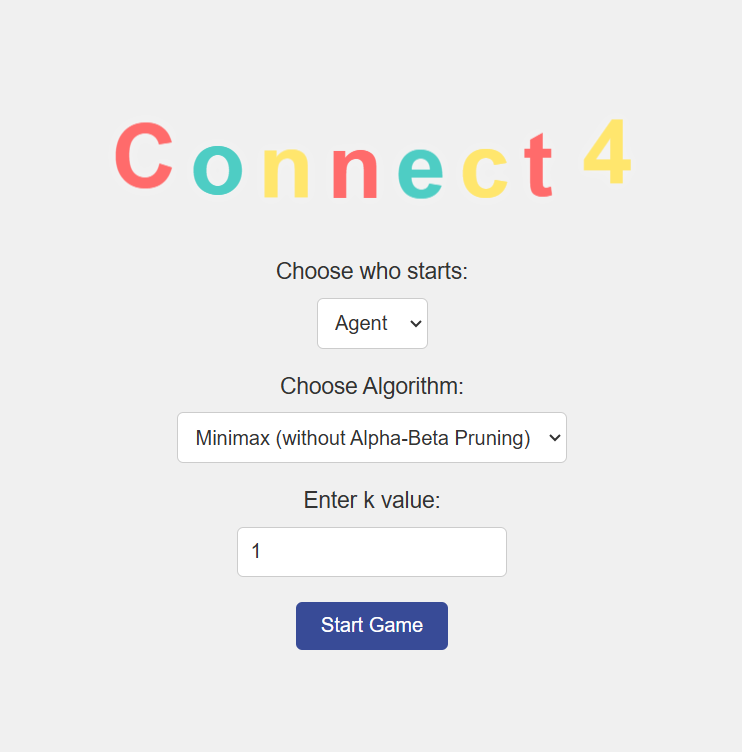 Connect 4
Choose who starts:
Agent
Choose Algorithm:
Minimax (without Alpha-Beta Pruning)
Enter k value:
1
Start Game